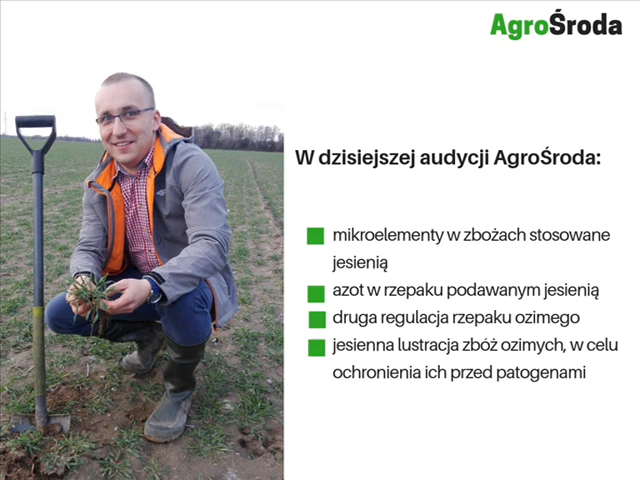 AgroŚroda
W dzisiejszej audycji AgroŚroda:
mikroelementy w zbożach stosowane
jesienią
azot w rzepaku podawanym jesienią
druga regulacja rzepaku ozimego
jesienna lustracja zbóż ozimych, w celu
ochronienia ich przed patogenami